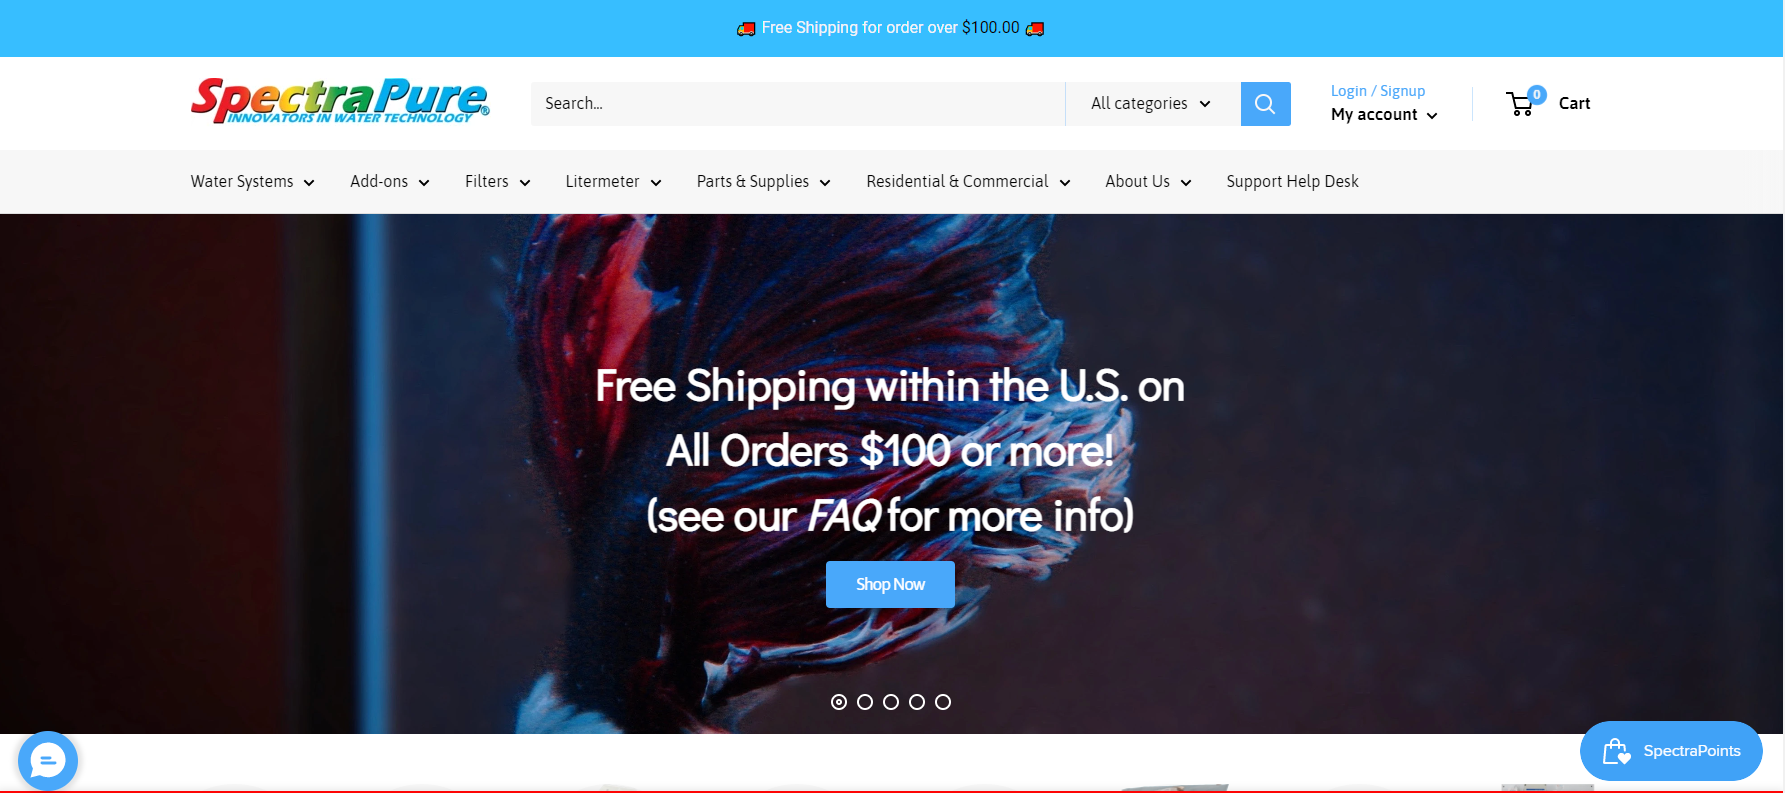 Free Shipping for order over $100.00
SpectraPure®
INNOVATORS IN WATER TECHNOLOGY
Search...
All categories
Login / Signup
My account
0
Cart
Water Systems
Add-ons
Filters
Litermeter
Parts & Supplies
Residential & Commercial
About Us
Support Help Desk
Free Shipping within the U.S. on
All Orders $100 or more!
(see our FAQ for more info)
Shop Now
SpectraPoints